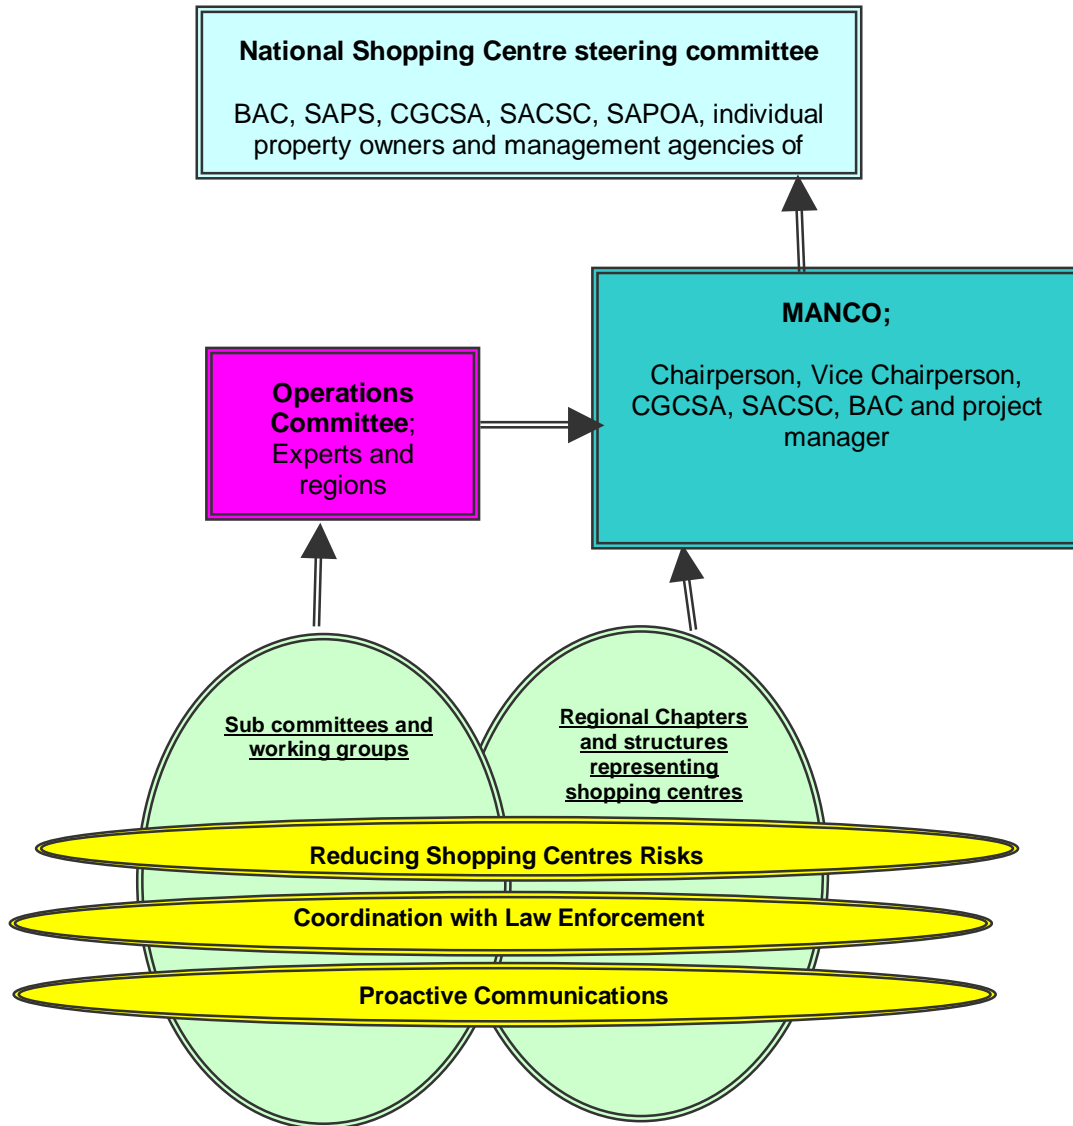 National Shopping Centre steering committee
BAC, SAPS, CGCSA, SACSC, SAPOA, individual
property owners and management agencies of
MANCO;
Chairperson, Vice Chairperson,
CGCSA, SACSC, BAC and project
manager
Operations
Committee;
Experts and
regions
Sub committees and
working groups
Regional Chapters
and structures
representing
shopping centres
Reducing Shopping Centres Risks
Coordination with Law Enforcement
Proactive Communications